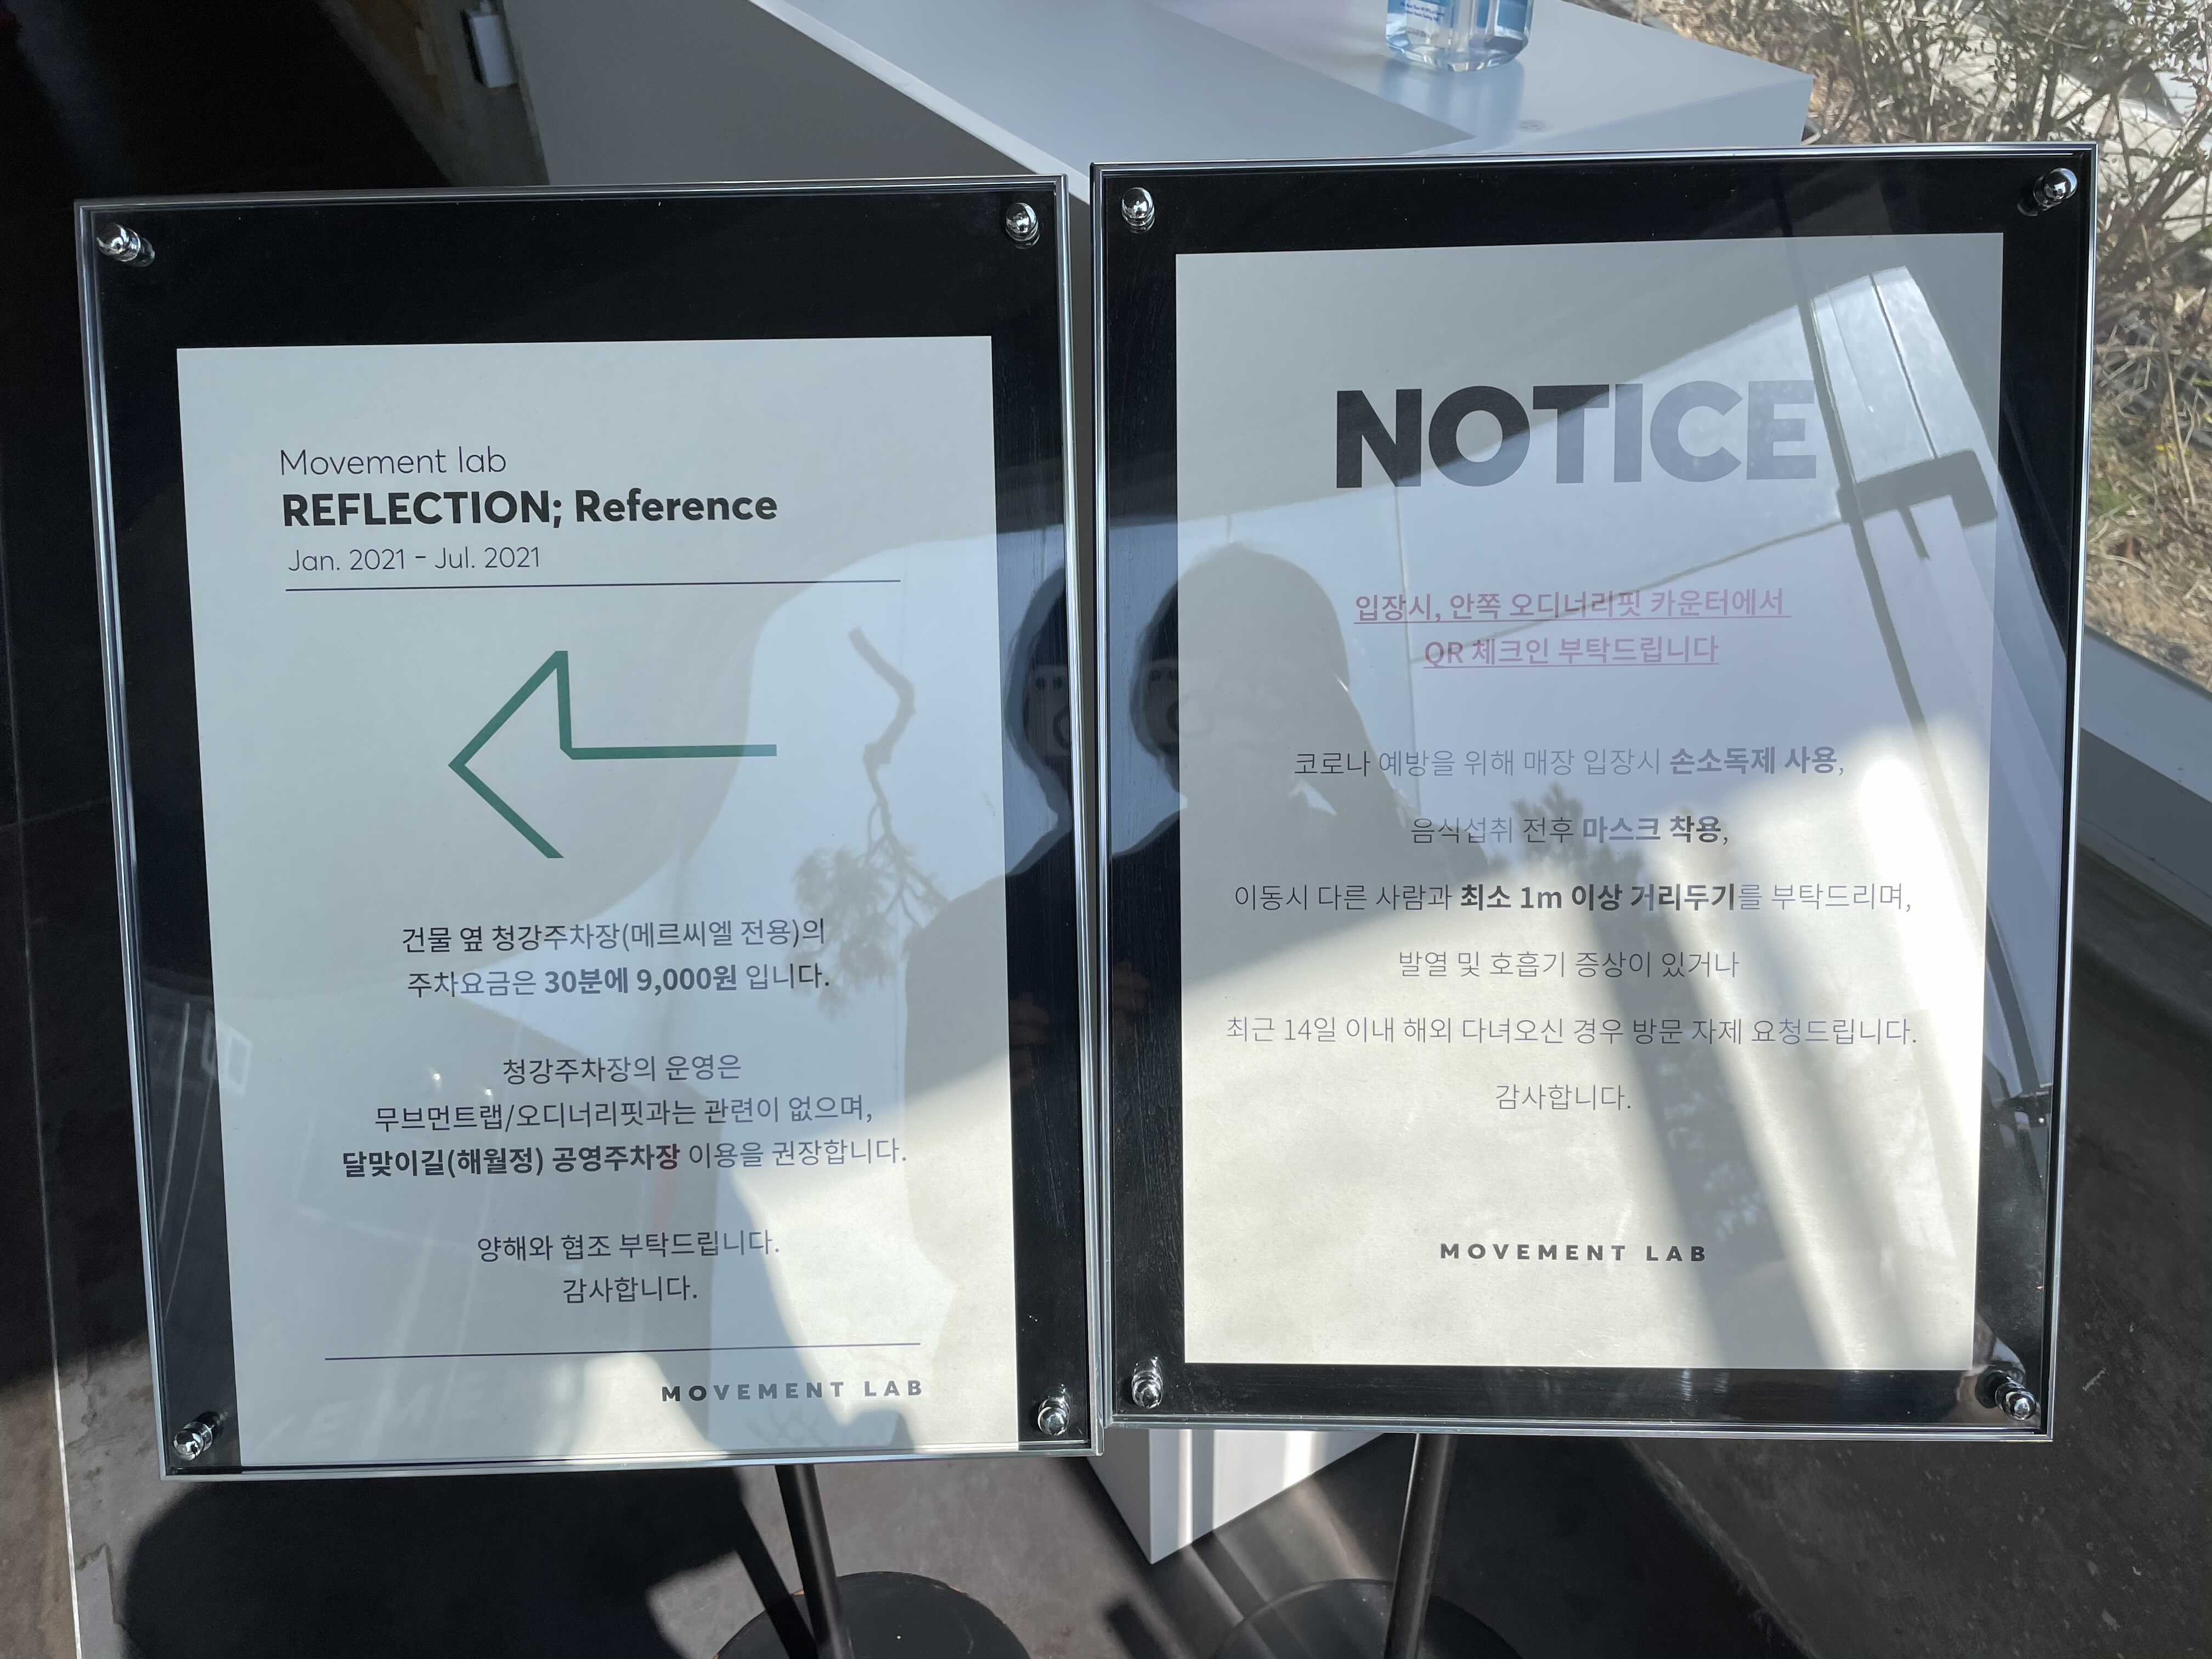 Movement lab
REFLECTION; Reference
Jan. 2021 - Jul. 2021
건물 옆 청강주차장(메르씨엘 전용)의
주차요금은 30분에 9,000원 입니다.
청강주차장의 운영은
무브먼트랩/오디너리핏과는 관련이 없으며,
달맞이길(해월정) 공영주차장 이용을 권장합니다.
양해와 협조 부탁드립니다.
감사합니다.
MOVEMENT LAB
NOTICE
입장시, 안쪽 오디너리핏 카운터에서
QR 체크인 부탁드립니다
코로나 예방을 위해 매장 입장시 손소독제 사용,
음식섭취 전후 마스크 착용,
이동시 다른 사람과 최소 1m 이상 거리두기를 부탁드리며,
발열 및 호흡기 증상이 있거나
최근 14일 이내 해외 다녀오신 경우 방문 자제 요청드립니다.
감사합니다.
MOVEMENT LAB